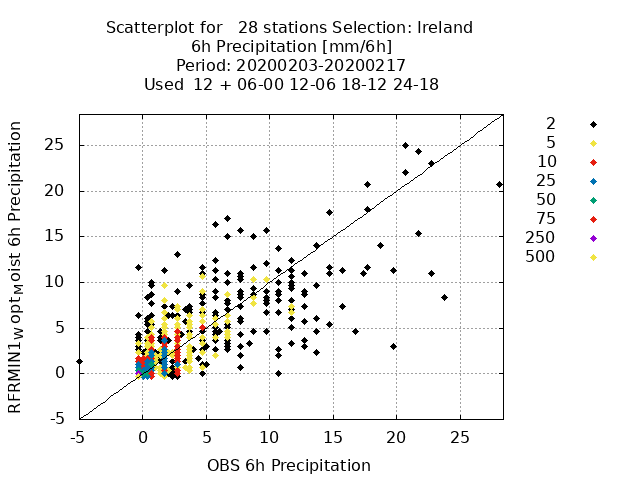 Scatterplot for 28 stations Selection: Ireland
6h Precipitation [mm/6h]
Period: 20200203-20200217
Used 12 + 06-00 12-06 18-12 24-18
RFRMIN1W optMoist 6h Precipitation
25
20
15
10
5
0
-5
-5 0 5 10 15 20 25
OBS 6h Precipitation
2
5
10
25
50
75
250
500